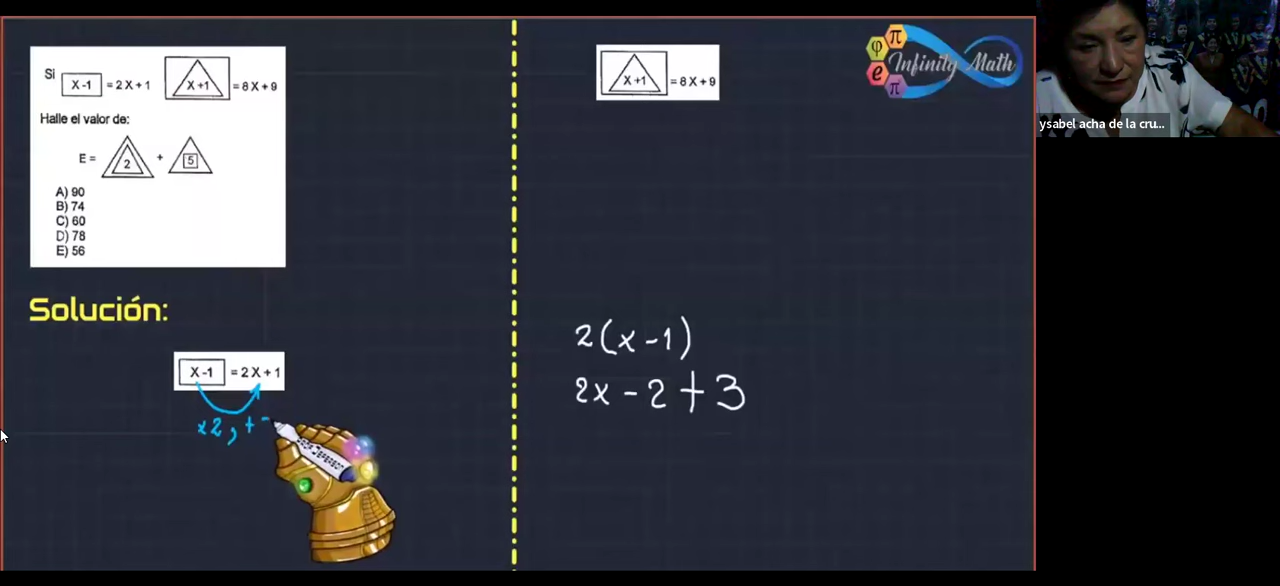 Si X-1 = 2X+1 X+1 = 8X+9
Halle el valor de:
E = 2 + 5
A) 90
B) 74
C) 60
D) 78
E) 56
Solución:
X-1 = 2X+1
x2, +
X+1 = 8X+9
2(x-1)
2x-2+3
φ π e π Infinity Math
ysabel acha de la cru...